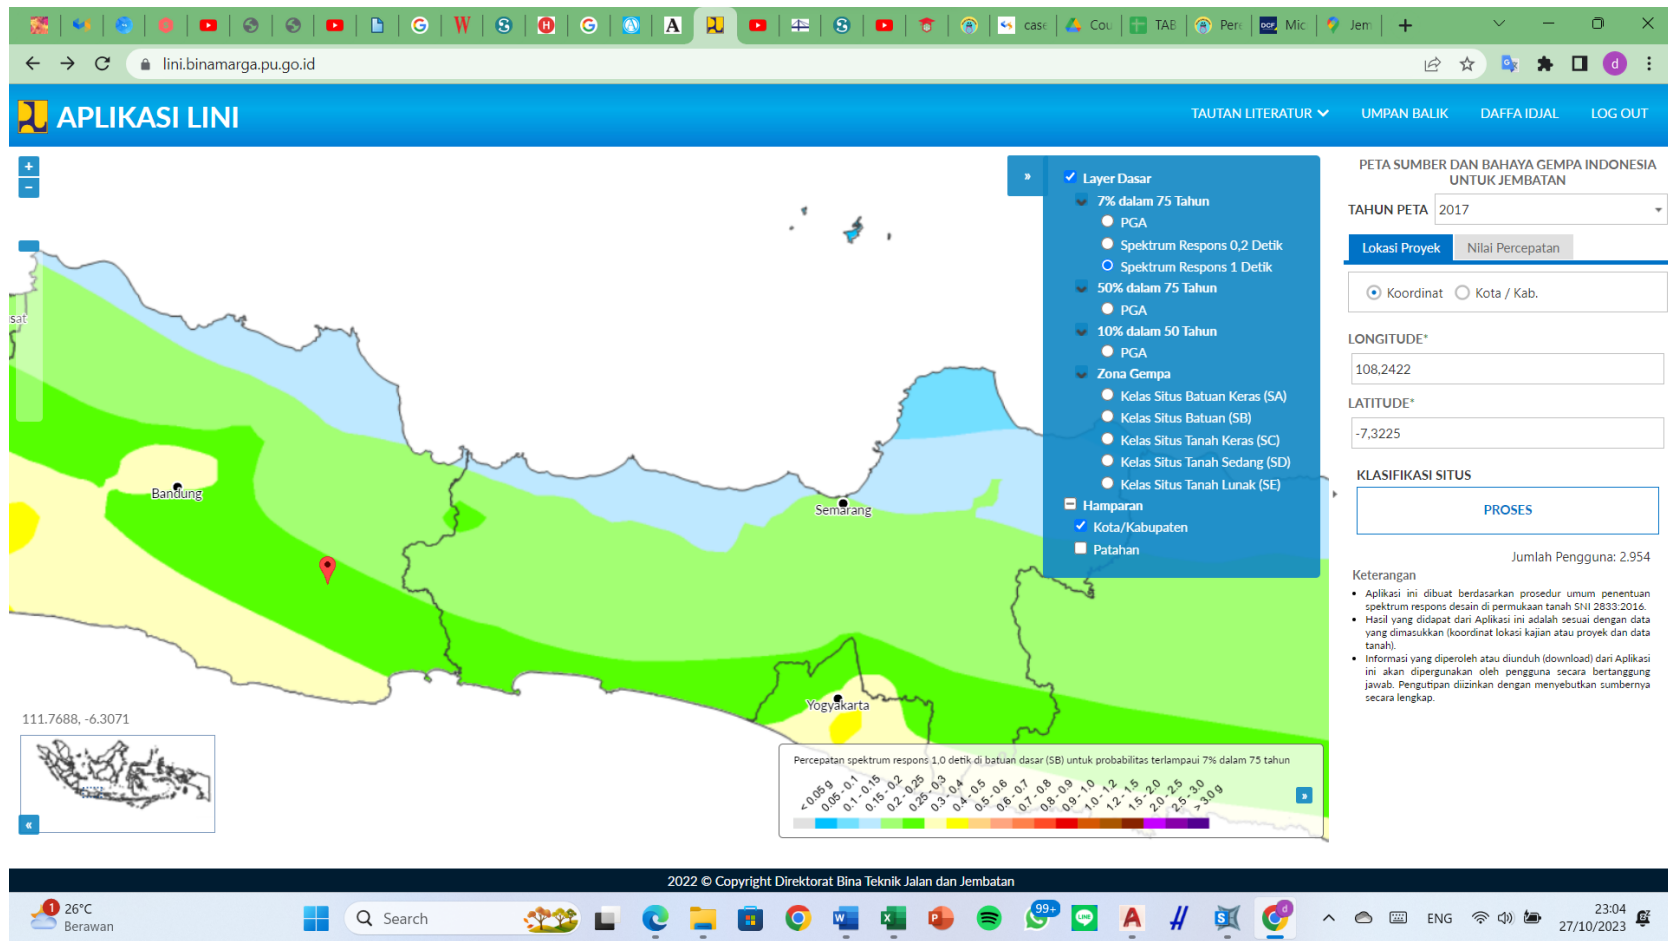 case
Cou
TAB
Per
Mic
Jem
lini.binamarga.pu.go.id
d
APLIKASI LINI
TAUTAN LITERATUR
UMPAN BALIK
DAFFA IDJAL
LOG OUT
+
−
»
Layer Dasar
7% dalam 75 Tahun
PGA
Spektrum Respons 0,2 Detik
Spektrum Respons 1 Detik
50% dalam 75 Tahun
PGA
10% dalam 50 Tahun
PGA
Zona Gempa
Kelas Situs Batuan Keras (SA)
Kelas Situs Batuan (SB)
Kelas Situs Tanah Keras (SC)
Kelas Situs Tanah Sedang (SD)
Kelas Situs Tanah Lunak (SE)
Hamparan
Kota/Kabupaten
Patahan
sat
Bandung
Semarang
Yogyakarta
111.7688, -6.3071
«
Percepatan spektrum respons 1,0 detik di batuan dasar (SB) untuk probabilitas terlampaui 7% dalam 75 tahun
< 0.05 g
0.05 - 0.1
0.1 - 0.15
0.15 - 0.2
0.2 - 0.25
0.25 - 0.3
0.3 - 0.4
0.4 - 0.5
0.5 - 0.6
0.6 - 0.7
0.7 - 0.8
0.8 - 0.9
0.9 - 1.0
1.0 - 1.2
1.2 - 1.5
1.5 - 2.0
2.0 - 2.5
2.5 - 3.0
> 3.0 g
»
PETA SUMBER DAN BAHAYA GEMPA INDONESIA
UNTUK JEMBATAN
TAHUN PETA 2017
Lokasi Proyek
Nilai Percepatan
Koordinat
Kota / Kab.
LONGITUDE*
108,2422
LATITUDE*
-7,3225
KLASIFIKASI SITUS
PROSES
Jumlah Pengguna: 2.954
Keterangan
• Aplikasi ini dibuat berdasarkan prosedur umum penentuan
spektrum respons desain di permukaan tanah SNI 2833:2016.
• Hasil yang didapat dari Aplikasi ini adalah sesuai dengan data
yang dimasukkan (koordinat lokasi kajian atau proyek dan data
tanah).
• Informasi yang diperoleh atau diunduh (download) dari Aplikasi
ini akan dipergunakan oleh pengguna secara bertanggung
jawab. Pengutipan diizinkan dengan menyebutkan sumbernya
secara lengkap.
2022 © Copyright Direktorat Bina Teknik Jalan dan Jembatan
1
26°C
Berawan
Search
99+
ENG
23:04
27/10/2023